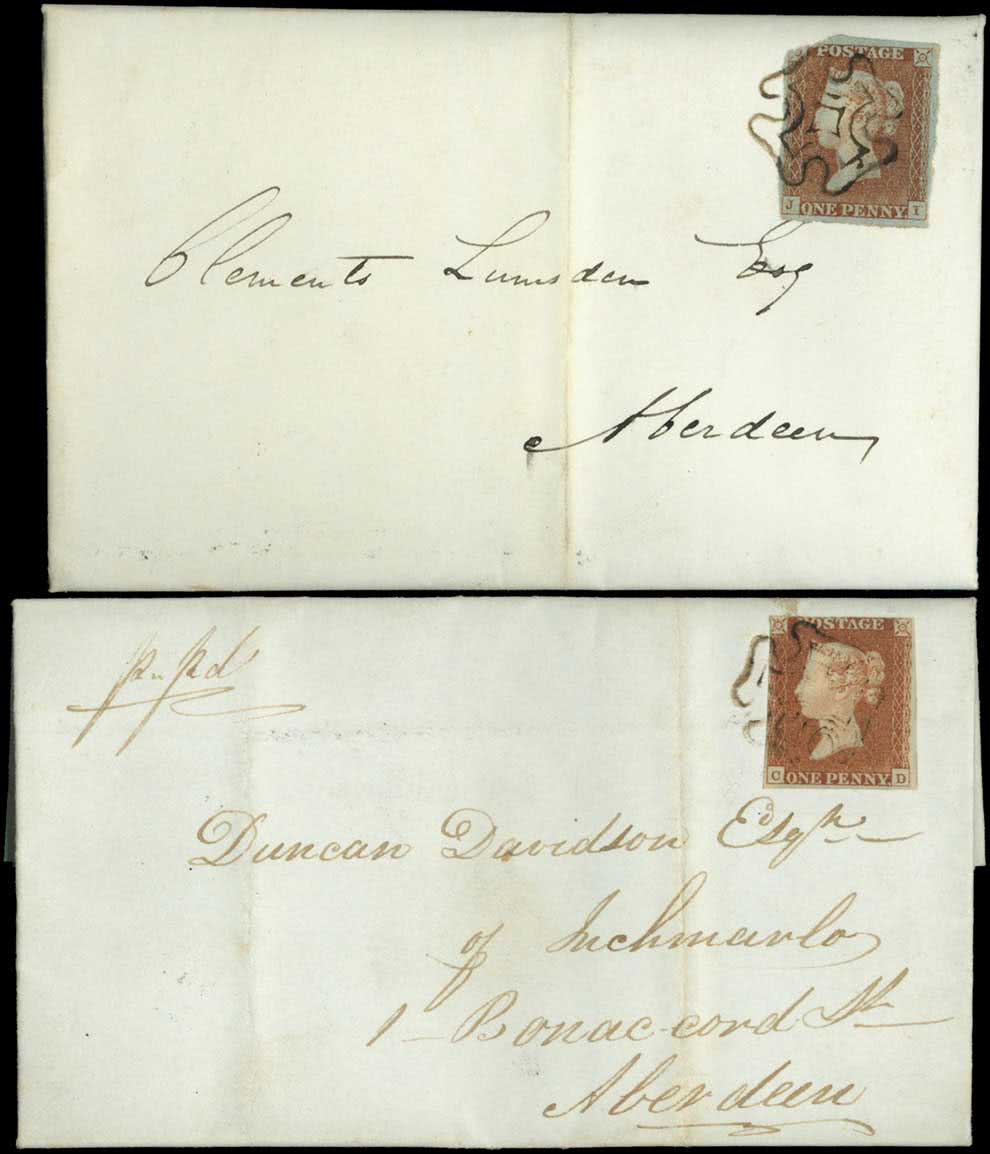 POSTAGE
J ONE PENNY I
Clements Lumsden Esq
Aberdeen
POSTAGE
C ONE PENNY. D
Duncan Davidson Esqr
of Inchmarlo
1 Bonac-cord St
Aberdeen